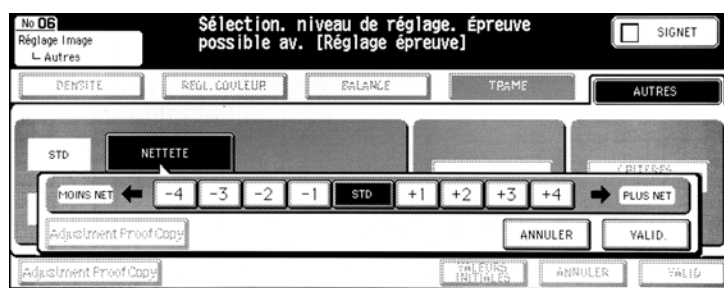 No 06
Réglage Image
└ Autres
Sélection. niveau de réglage. Épreuve
possible av. [Réglage épreuve]
SIGNET
DENSITE
REGL. COULEUR
BALANCE
TRAME
AUTRES
STD
NETTETE
CRITERES
MOINS NET
-4
-3
-2
-1
STD
+1
+2
+3
+4
PLUS NET
Adjustment Proof Copy
ANNULER
VALID.
Adjustment Proof Copy
VALEURS
INITIALES
ANNULER
VALID